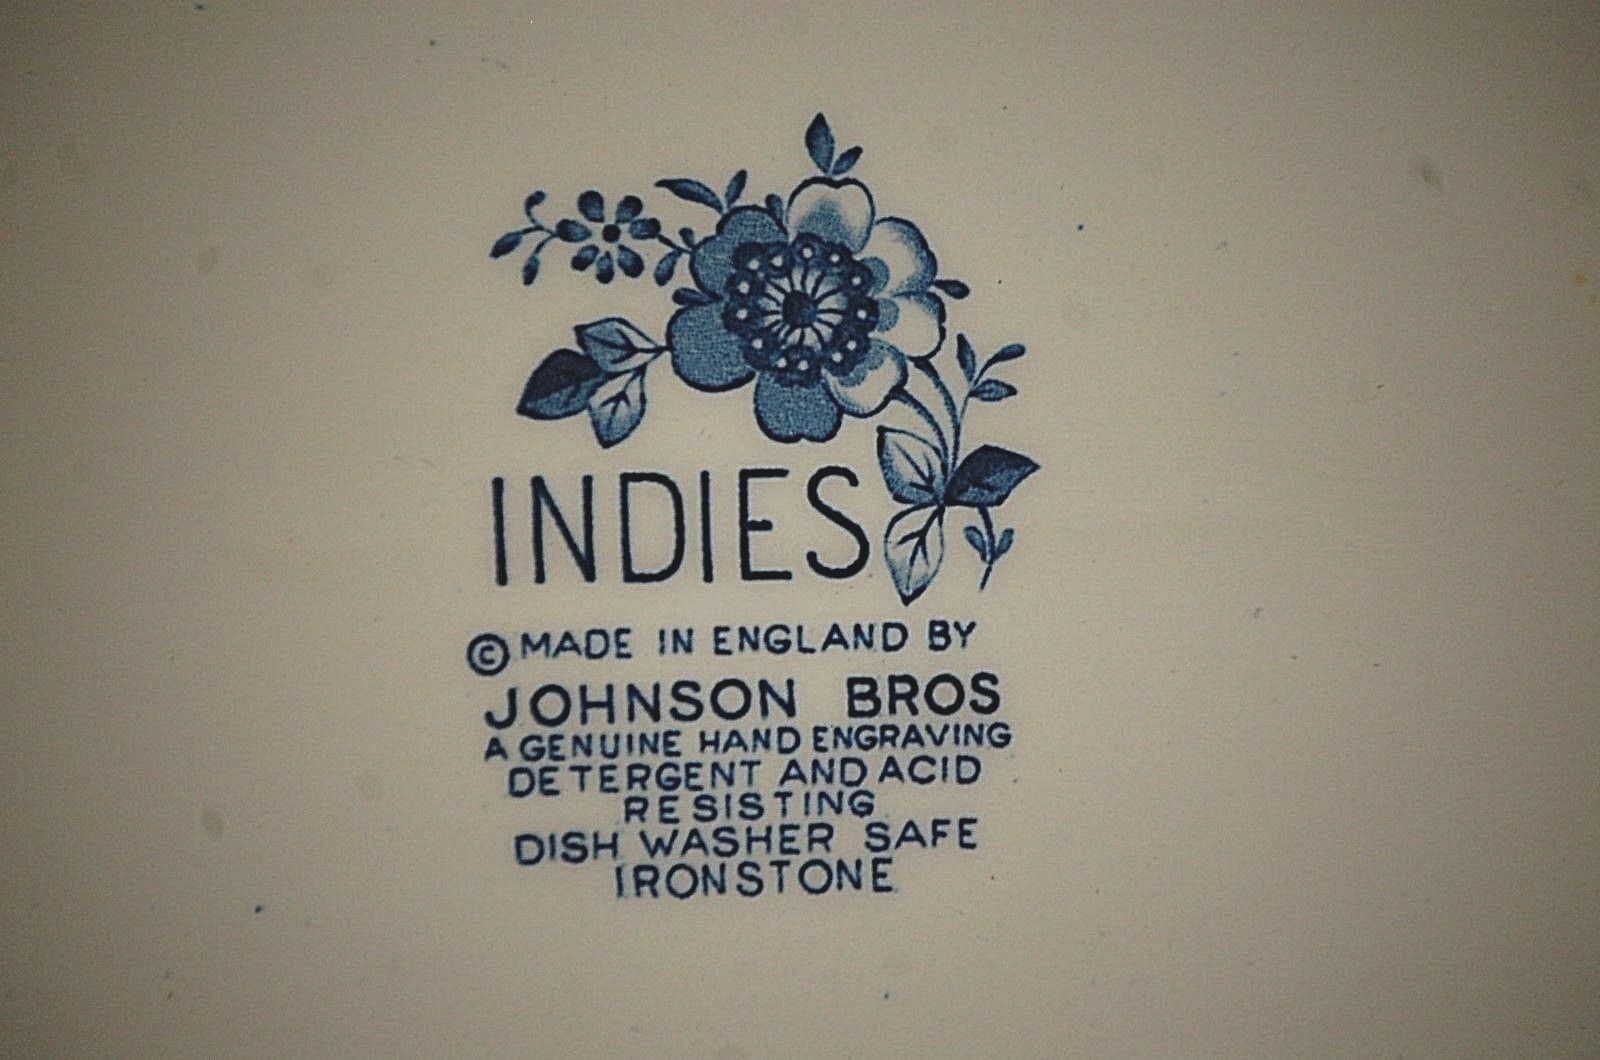 INDIES
© MADE IN ENGLAND BY
JOHNSON BROS
A GENUINE HAND ENGRAVING
DETERGENT AND ACID
RESISTING
DISH WASHER SAFE
IRONSTONE